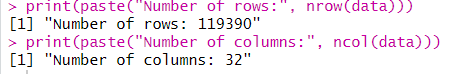 > print(paste("Number of rows:", nrow(data)))
[1] "Number of rows: 119390"
> print(paste("Number of columns:", ncol(data)))
[1] "Number of columns: 32"